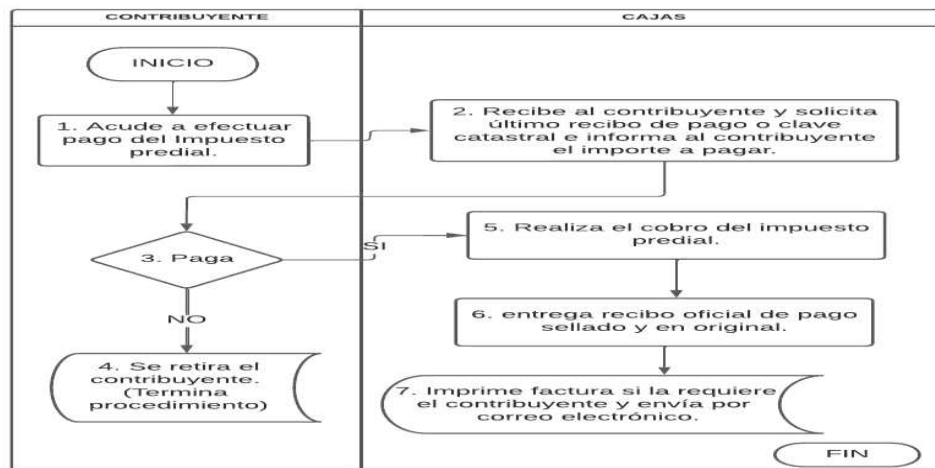 CONTRIBUYENTE
CAJAS
INICIO
1. Acude a efectuar
pago del Impuesto
predial.
2. Recibe al contribuyente y solicita
último recibo de pago o clave
catastral e informa al contribuyente
el importe a pagar.
3. Paga
SI
NO
4. Se retira el
contribuyente.
(Termina
procedimiento)
5. Realiza el cobro del impuesto
predial.
6. entrega recibo oficial de pago
sellado y en original.
7. Imprime factura si la requiere
el contribuyente y envía por
correo electrónico.
FIN